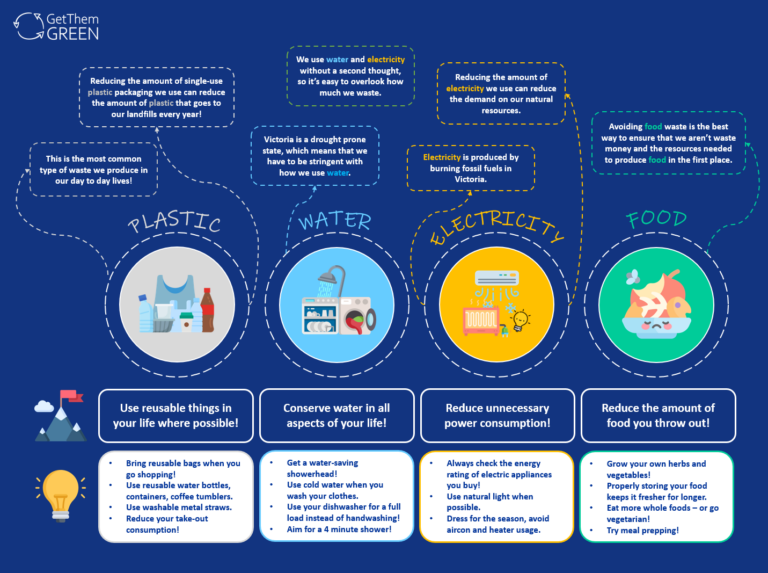 GetThem
GREEN
Reducing the amount of single-use
plastic packaging we use can reduce
the amount of plastic that goes to
our landfills every year!
We use water and electricity
without a second thought,
so it's easy to overlook how
much we waste.
Reducing the amount of
electricity we use can reduce
the demand on our natural
resources.
This is the most common
type of waste we produce in
our day to day lives!
Victoria is a drought prone
state, which means that we
have to be stringent with
how we use water.
Electricity is produced by
burning fossil fuels in
Victoria.
Avoiding food waste is the best
way to ensure that we aren't waste
money and the resources needed
to produce food in the first place.
PLASTIC
WATER
ELECTRICITY
FOOD
Use reusable things in
your life where possible!
Conserve water in all
aspects of your life!
Reduce unnecessary
power consumption!
Reduce the amount of
food you throw out!
• Bring reusable bags when you
go shopping!
• Use reusable water bottles,
containers, coffee tumblers.
• Use washable metal straws.
• Reduce your take-out
consumption!
• Get a water-saving
showerhead!
• Use cold water when you
wash your clothes.
• Use your dishwasher for a full
load instead of handwashing!
• Aim for a 4 minute shower!
• Always check the energy
rating of electric appliances
you buy!
• Use natural light when
possible.
• Dress for the season, avoid
aircon and heater usage.
• Grow your own herbs and
vegetables!
• Properly storing your food
keeps it fresher for longer.
• Eat more whole foods – or go
vegetarian!
• Try meal prepping!